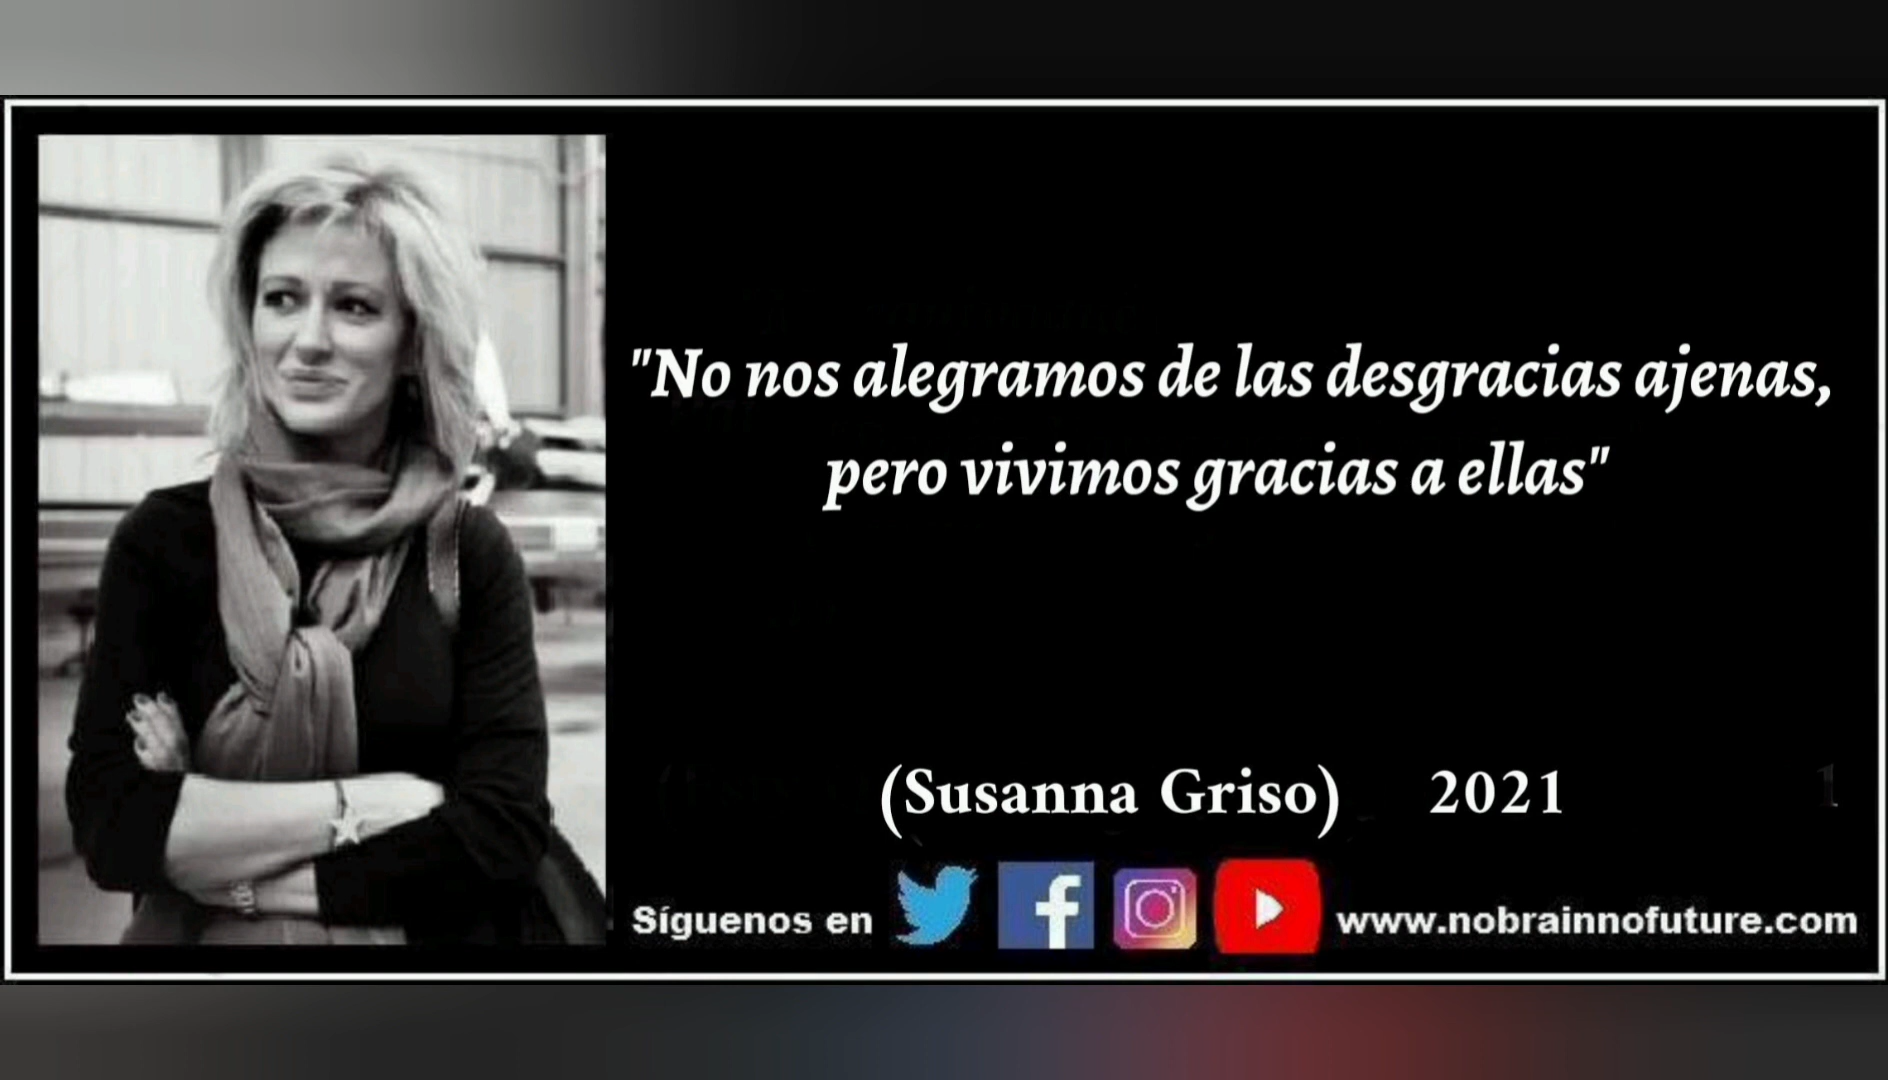 "No nos alegramos de las desgracias ajenas,
pero vivimos gracias a ellas"
(Susanna Griso) 2021
Síguenos en www.nobrainnofuture.com